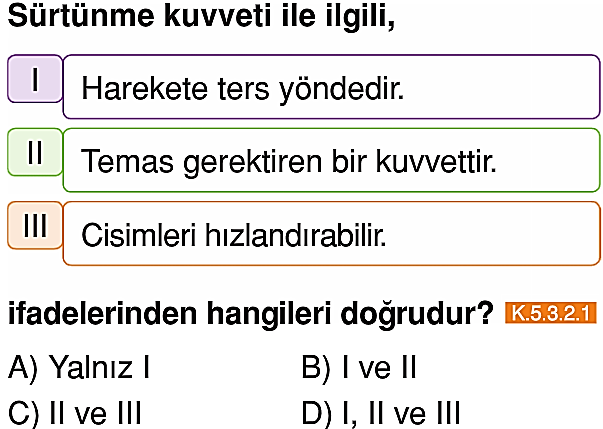 Sürtünme kuvveti ile ilgili,
I
Harekete ters yöndedir.
II
Temas gerektiren bir kuvvettir.
III
Cisimleri hızlandırabilir.
ifadelerinden hangileri doğrudur? K.5.3.2.1
A) Yalnız I B) I ve II
C) II ve III D) I, II ve III